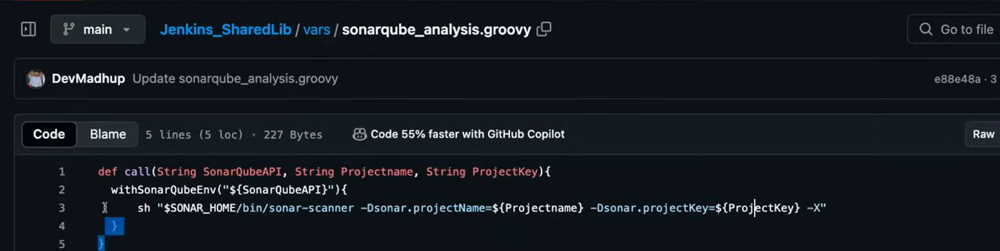 main Jenkins_SharedLib / vars / sonarqube_analysis.groovy Go to file
DevMadhup Update sonarqube_analysis.groovy e88e48a · 3
Code Blame 5 lines (5 loc) · 227 Bytes Code 55% faster with GitHub Copilot Raw
1 def call(String SonarQubeAPI, String Projectname, String ProjectKey){
2 withSonarQubeEnv("${SonarQubeAPI}"){
3 sh "$SONAR_HOME/bin/sonar-scanner -Dsonar.projectName=${Projectname} -Dsonar.projectKey=${ProjectKey} -X"
4 }
5 }